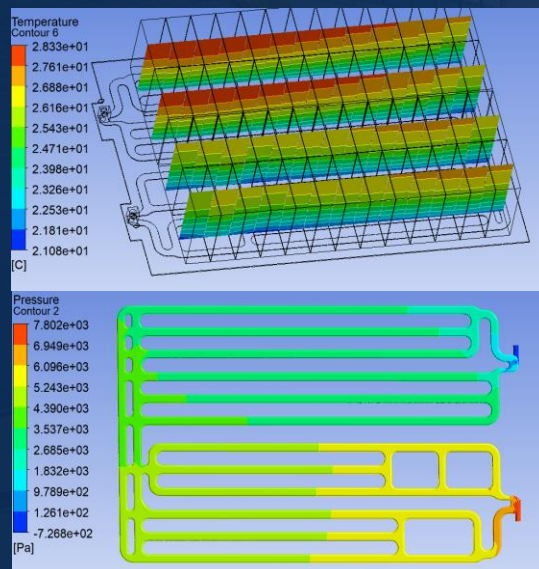 Temperature
Contour 6
2.833e+01
2.761e+01
2.688e+01
2.616e+01
2.543e+01
2.471e+01
2.398e+01
2.326e+01
2.253e+01
2.181e+01
2.108e+01
[C]
Pressure
Contour 2
7.802e+03
6.949e+03
6.096e+03
5.243e+03
4.390e+03
3.537e+03
2.685e+03
1.832e+03
9.789e+02
1.261e+02
-7.268e+02
[Pa]